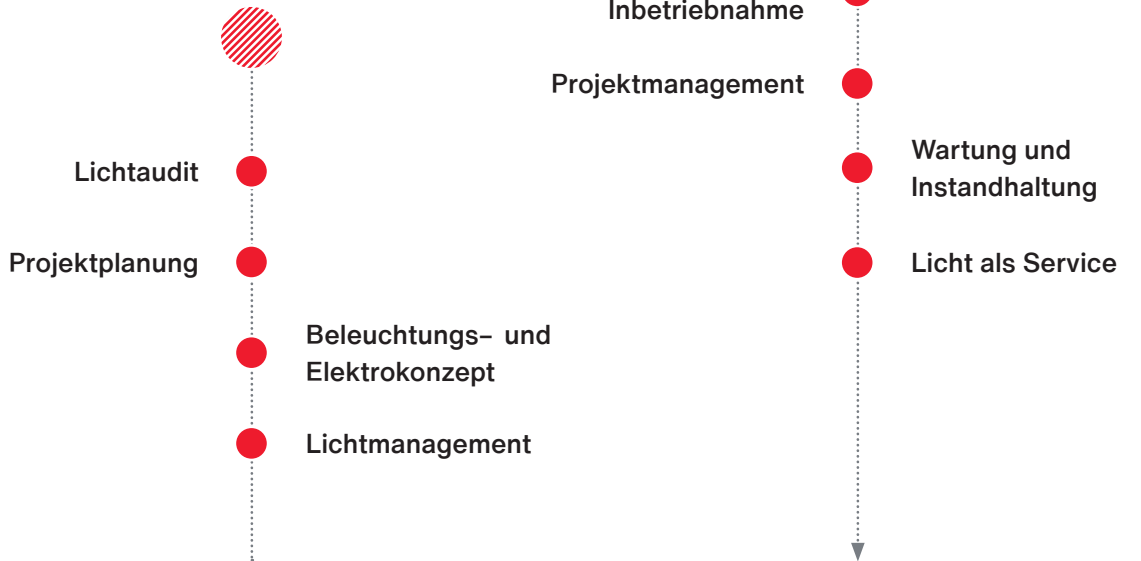 Lichtaudit
Projektplanung
Beleuchtungs– und
Elektrokonzept
Lichtmanagement
Inbetriebnahme
Projektmanagement
Wartung und
Instandhaltung
Licht als Service